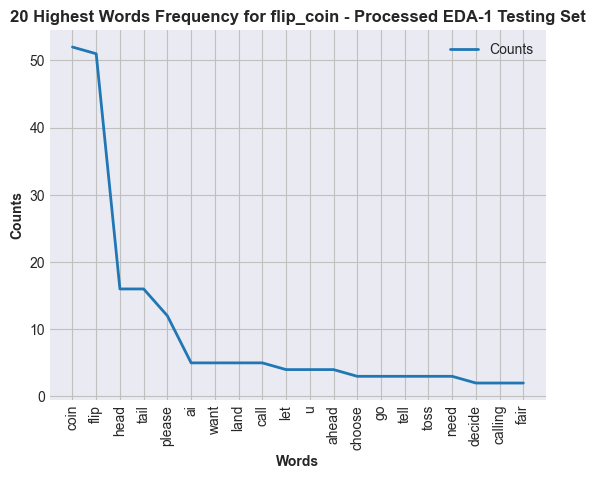 20 Highest Words Frequency for flip_coin - Processed EDA-1 Testing Set
Counts
50
40
30
20
10
0
Counts
coin
flip
head
tail
please
ai
want
land
call
let
u
ahead
choose
go
tell
toss
need
decide
calling
fair
Words